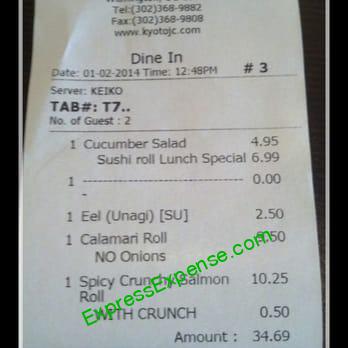 Tel:(302)368-9882
Fax:(302)368-9808
www.kyotojc.com
Dine In
Date: 01-02-2014 Time: 12:48PM # 3
Server: KEIKO
TAB#: T7..
No. of Guest : 2
1 Cucumber Salad 4.95
Sushi roll Lunch Special 6.99
1 -------------------- 0.00
-
1 Eel (Unagi) [SU] 2.50
1 Calamari Roll .50
NO Onions
1 Spicy Crunchy Salmon 10.25
Roll
WITH CRUNCH 0.50
Amount : 34.69
ExpressExpense.com